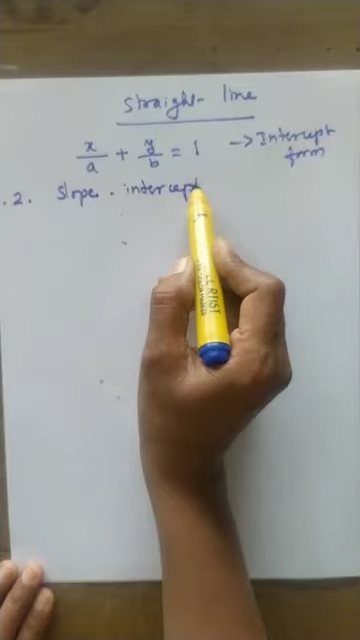 Straight line
x/a + y/b = 1 → Intercept form
.2. Slope . intercept